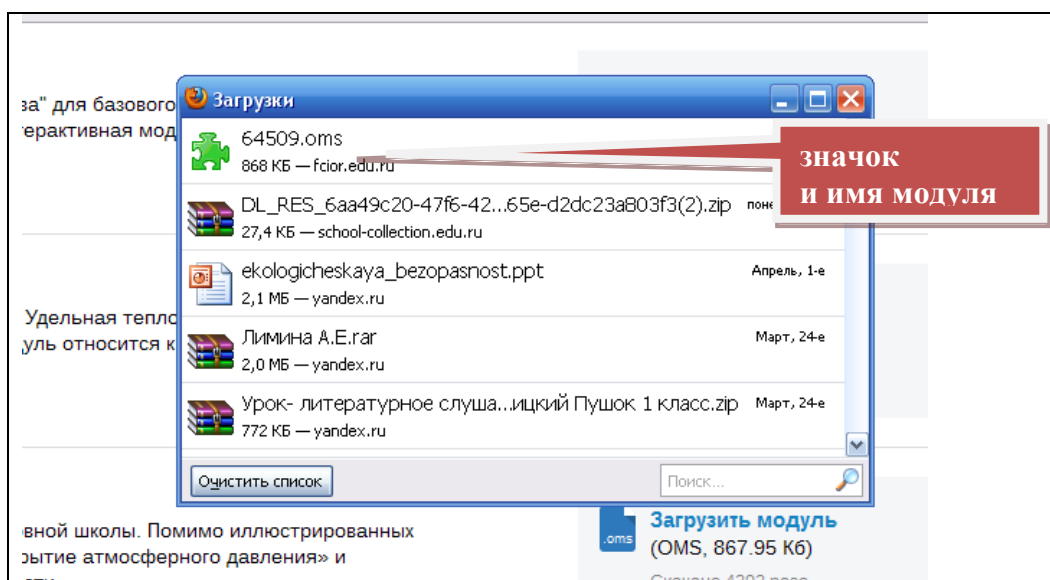 ва" для базового
терактивная мод
Загрузки
64509.oms
868 КБ — fcior.edu.ru
значок
и имя модуля
DL_RES_6aa49c20-47f6-42...65e-d2dc23a803f3(2).zip
27,4 КБ — school-collection.edu.ru
ekologicheskaya_bezopasnost.ppt Апрель, 1-е
2,1 МБ — yandex.ru
Удельная тепло
уль относится к
Лимина А.Е.rar Март, 24-е
2,0 МБ — yandex.ru
Урок- литературное слуша...ицкий Пушок 1 класс.zip Март, 24-е
772 КБ — yandex.ru
Очистить список
Поиск...
вной школы. Помимо иллюстрированных
рытие атмосферного давления» и
.oms
Загрузить модуль
(OMS, 867.95 Кб)